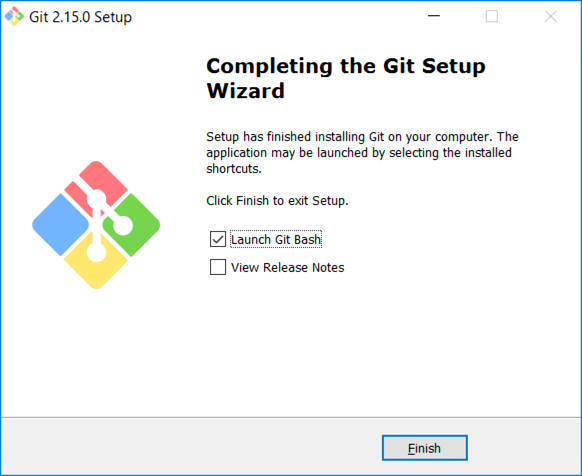 Git 2.15.0 Setup
Completing the Git Setup
Wizard
Setup has finished installing Git on your computer. The
application may be launched by selecting the installed
shortcuts.
Click Finish to exit Setup.
Launch Git Bash
View Release Notes
Finish